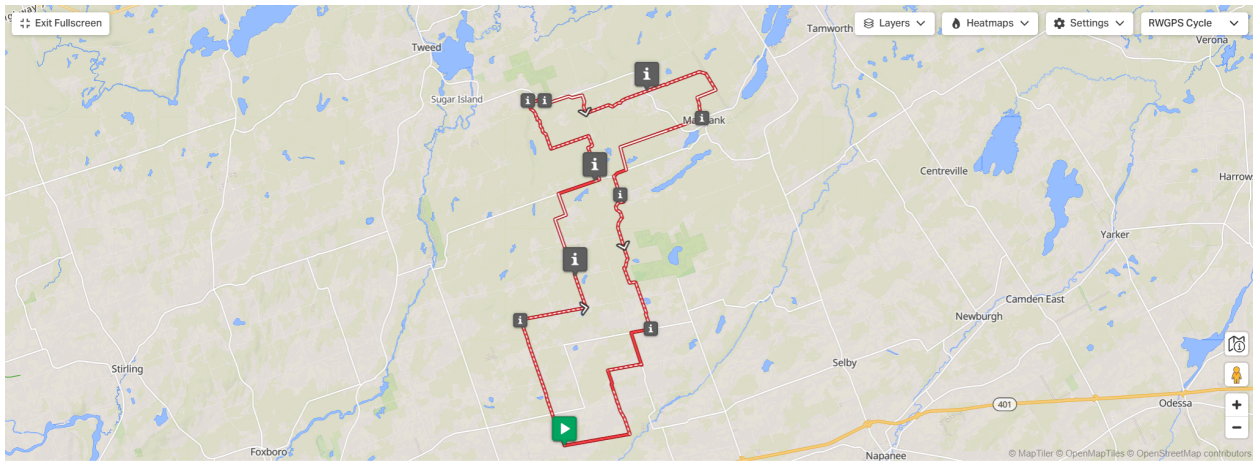 Exit Fullscreen
Layers
Heatmaps
Settings
RWGPS Cycle
Tamworth
Verona
Tweed
Sugar Island
Centreville
Harrow
Yarker
Camden East
Newburgh
Stirling
Selby
401
Odessa
Foxboro
Napanee
© MapTiler © OpenMapTiles © OpenStreetMap contributors